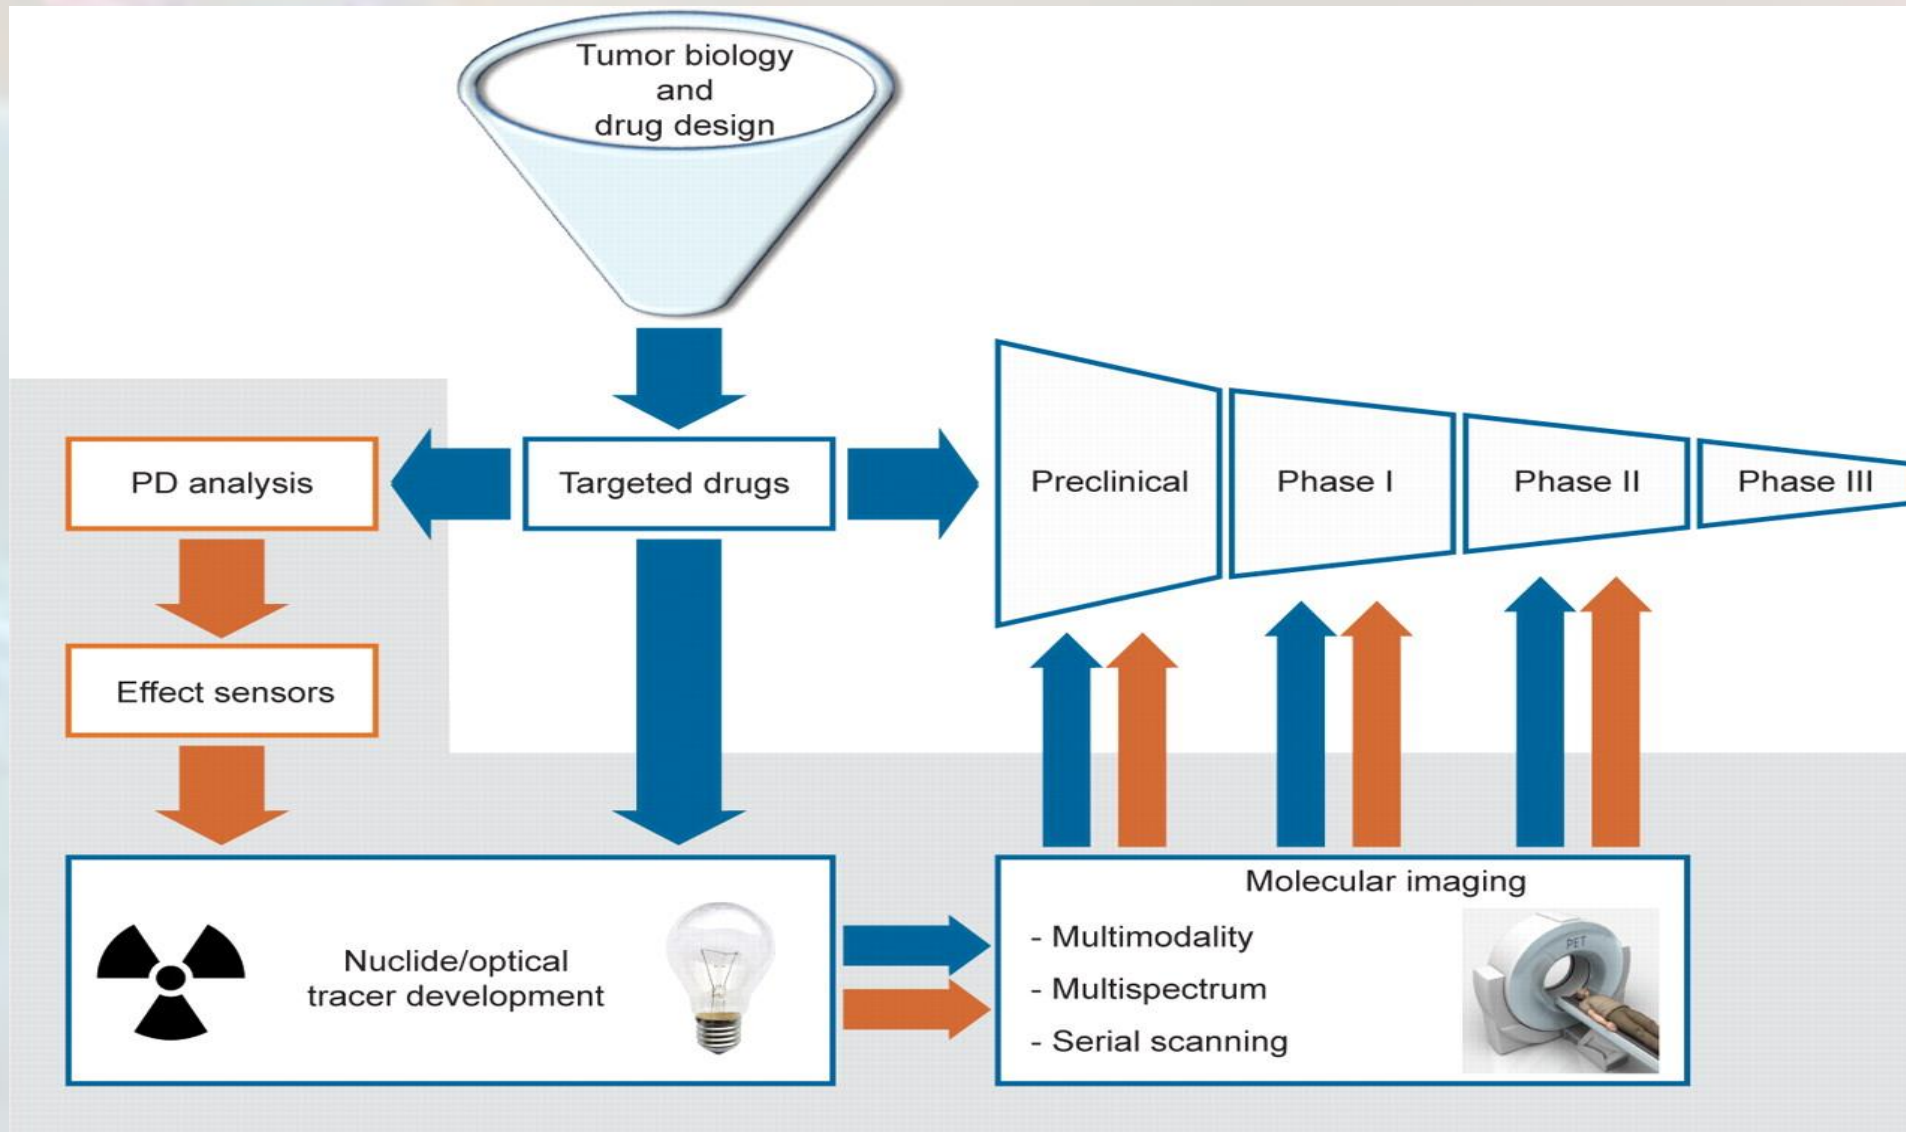 Tumor biology
and
drug design
PD analysis
Targeted drugs
Preclinical
Phase I
Phase II
Phase III
Effect sensors
Nuclide/optical
tracer development
Molecular imaging
- Multimodality
- Multispectrum
- Serial scanning
PET